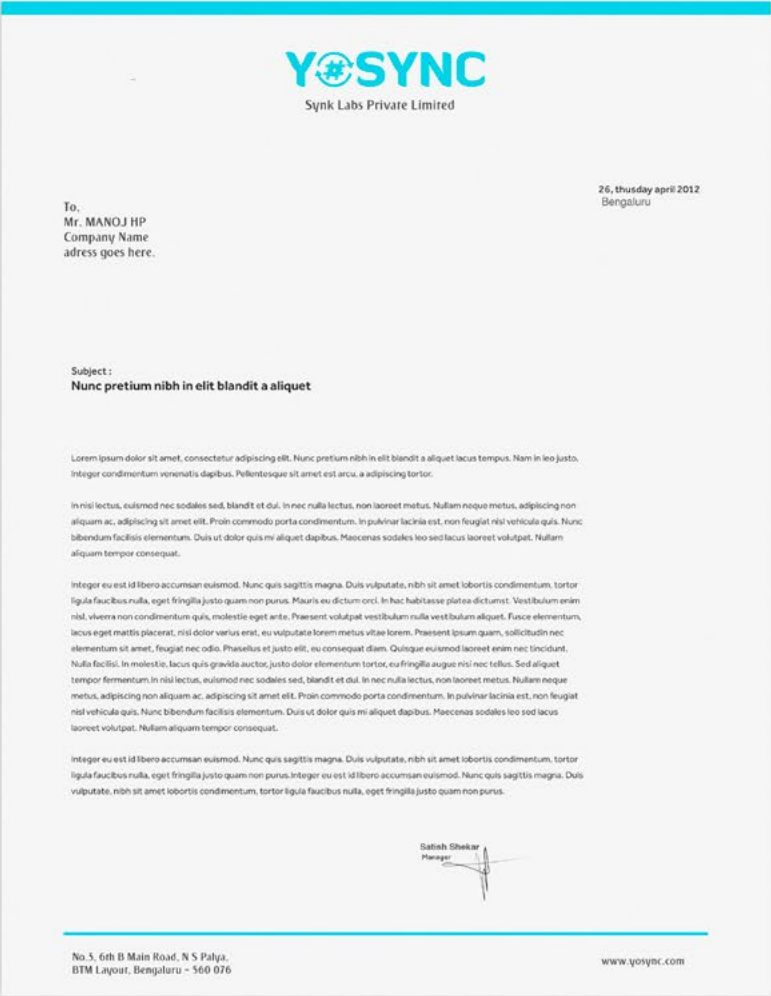 YOSYNC
Synk Labs Private Limited
26, thusday april 2012
Bengaluru
To,
Mr. MANOJ HP
Company Name
adress goes here.
Subject :
Nunc pretium nibh in elit blandit a aliquet
Lorem ipsum dolor sit amet, consectetur adipiscing elit. Nunc pretium nibh in elit blandit a aliquet lacus tempus. Nam in leo justo.
Integer condimentum venenatis dapibus. Pellentesque sit amet est arcu, a adipiscing tortor.
In nisi lectus, euismod nec sodales sed, blandit et dui. In nec nulla lectus, non laoreet metus. Nullam neque metus, adipiscing non
aliquam ac, adipiscing sit amet elit. Proin commodo porta condimentum. In pulvinar lacinia est, non feugiat nisl vehicula quis. Nunc
bibendum facilisis elementum. Duis ut dolor quis mi aliquet dapibus. Maecenas sodales leo sed lacus laoreet volutpat. Nullam
aliquam tempor consequat.
Integer eu est id libero accumsan euismod. Nunc quis sagittis magna. Duis vulputate, nibh sit amet lobortis condimentum, tortor
ligula faucibus nulla, eget fringilla justo quam non purus. Mauris eu dictum orci. In hac habitasse platea dictumst. Vestibulum enim
nisl, viverra non condimentum quis, molestie eget ante. Praesent volutpat vestibulum nulla vestibulum aliquet. Fusce elementum,
lacus eget mattis placerat, nisi dolor varius erat, eu vulputate lorem metus vitae lorem. Praesent ipsum quam, sollicitudin nec
elementum sit amet, feugiat nec odio. Phasellus et justo elit, eu consequat diam. Quisque euismod laoreet enim nec tincidunt.
Nulla facilisi. In molestie, lacus quis gravida auctor, justo dolor elementum tortor, eu fringilla augue nisi nec tellus. Sed aliquet
tempor fermentum.In nisi lectus, euismod nec sodales sed, blandit et dui. In nec nulla lectus, non laoreet metus. Nullam neque
metus, adipiscing non aliquam ac, adipiscing sit amet elit. Proin commodo porta condimentum. In pulvinar lacinia est, non feugiat
nisl vehicula quis. Nunc bibendum facilisis elementum. Duis ut dolor quis mi aliquet dapibus. Maecenas sodales leo sed lacus
laoreet volutpat. Nullam aliquam tempor consequat.
Integer eu est id libero accumsan euismod. Nunc quis sagittis magna. Duis vulputate, nibh sit amet lobortis condimentum, tortor
ligula faucibus nulla, eget fringilla justo quam non purus.Integer eu est id libero accumsan euismod. Nunc quis sagittis magna. Duis
vulputate, nibh sit amet lobortis condimentum, tortor ligula faucibus nulla, eget fringilla justo quam non purus.
Satish Shekar
Manager
No.3, 6th B Main Road, N S Palya,
BTM Layout, Bengaluru - 560 076
www.yosync.com